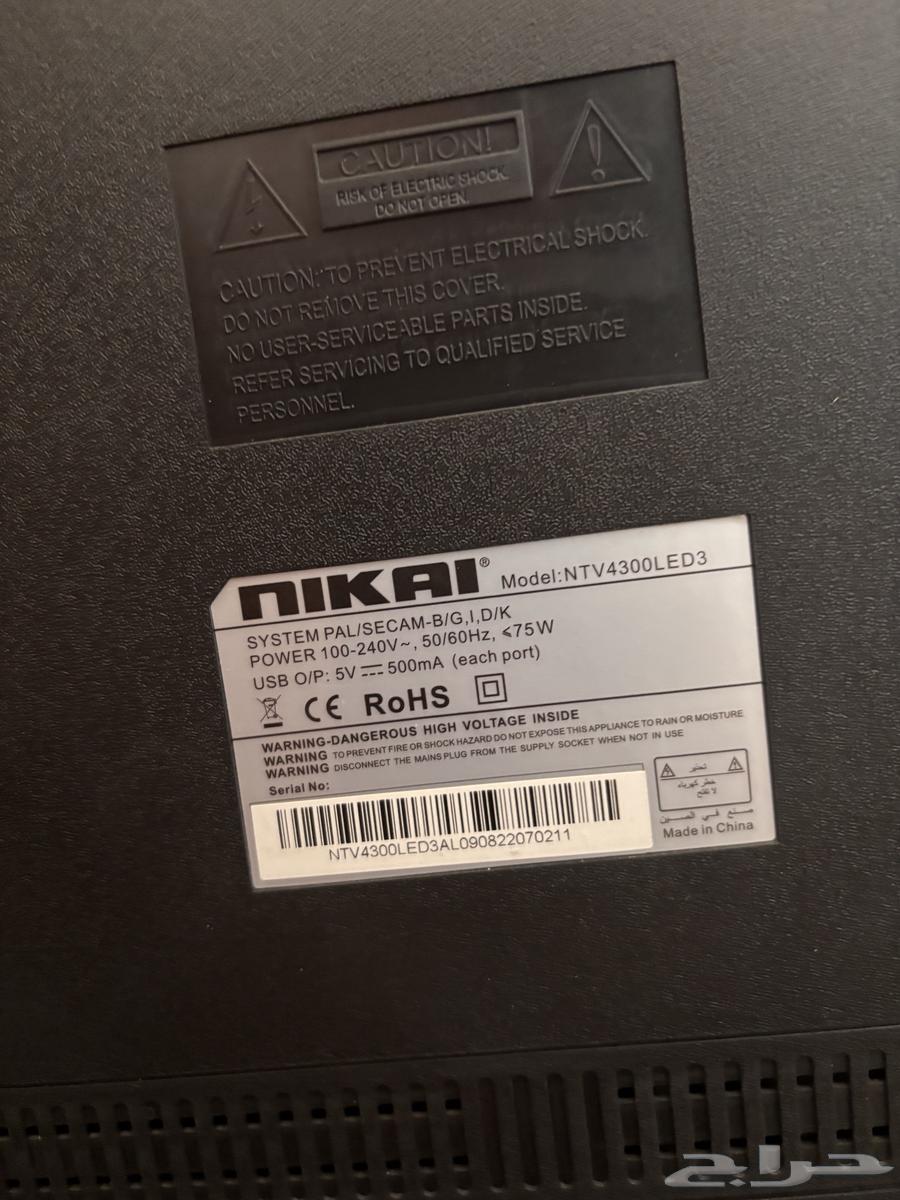 CAUTION!
RISK OF ELECTRIC SHOCK.
DO NOT OPEN.
CAUTION: TO PREVENT ELECTRICAL SHOCK.
DO NOT REMOVE THIS COVER.
NO USER-SERVICEABLE PARTS INSIDE.
REFER SERVICING TO QUALIFIED SERVICE
PERSONNEL.
NIKAI® Model:NTV4300LED3
SYSTEM PAL/SECAM-B/G,I,D/K
POWER 100-240V~, 50/60Hz, ≤75W
USB O/P: 5V ⎓ 500mA (each port)
CE RoHS
WARNING-DANGEROUS HIGH VOLTAGE INSIDE
WARNING TO PREVENT FIRE OR SHOCK HAZARD DO NOT EXPOSE THIS APPLIANCE TO RAIN OR MOISTURE
WARNING DISCONNECT THE MAINS PLUG FROM THE SUPPLY SOCKET WHEN NOT IN USE
Serial No:
NTV4300LED3AL090822070211
تحذير
خطر كهرباء
لا تفتح
صنع في الصين
Made in China
حراج